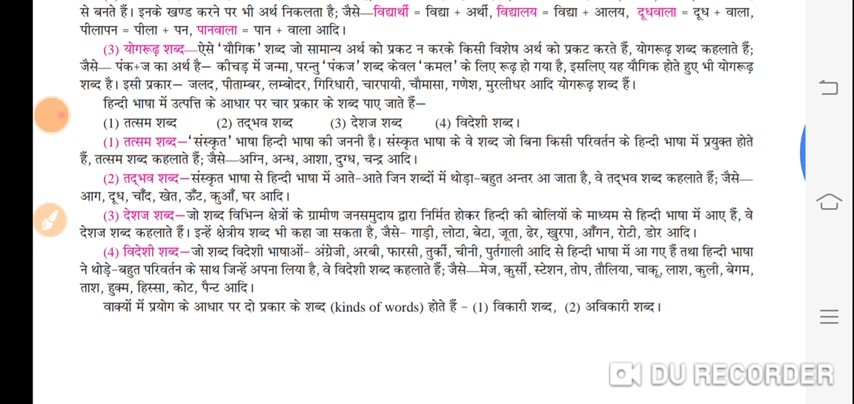 से बनते हैं। इनके खण्ड करने पर भी अर्थ निकलता है; जैसे—विद्यार्थी = विद्या + अर्थी, विद्यालय = विद्या + आलय, दूधवाला = दूध + वाला,
पीलापन = पीला + पन, पानवाला = पान + वाला आदि।
(3) योगरूढ़ शब्द—ऐसे 'यौगिक' शब्द जो सामान्य अर्थ को प्रकट न करके किसी विशेष अर्थ को प्रकट करते हैं, योगरूढ़ शब्द कहलाते हैं;
जैसे— पंक+ज का अर्थ है— कीचड़ में जन्मा, परन्तु 'पंकज' शब्द केवल 'कमल' के लिए रूढ़ हो गया है, इसलिए यह यौगिक होते हुए भी योगरूढ़
शब्द है। इसी प्रकार— जलद, पीताम्बर, लम्बोदर, गिरिधारी, चारपायी, चौमासा, गणेश, मुरलीधर आदि योगरूढ़ शब्द हैं।
हिन्दी भाषा में उत्पत्ति के आधार पर चार प्रकार के शब्द पाए जाते हैं—
(1) तत्सम शब्द (2) तद्भव शब्द (3) देशज शब्द (4) विदेशी शब्द।
(1) तत्सम शब्द—'संस्कृत' भाषा हिन्दी भाषा की जननी है। संस्कृत भाषा के वे शब्द जो बिना किसी परिवर्तन के हिन्दी भाषा में प्रयुक्त होते
हैं, तत्सम शब्द कहलाते हैं; जैसे—अग्नि, अन्ध, आशा, दुग्ध, चन्द्र आदि।
(2) तद्भव शब्द—संस्कृत भाषा से हिन्दी भाषा में आते-आते जिन शब्दों में थोड़ा-बहुत अन्तर आ जाता है, वे तद्भव शब्द कहलाते हैं; जैसे—
आग, दूध, चाँद, खेत, ऊँट, कुआँ, घर आदि।
(3) देशज शब्द—जो शब्द विभिन्न क्षेत्रों के ग्रामीण जनसमुदाय द्वारा निर्मित होकर हिन्दी की बोलियों के माध्यम से हिन्दी भाषा में आए हैं, वे
देशज शब्द कहलाते हैं। इन्हें क्षेत्रीय शब्द भी कहा जा सकता है, जैसे- गाड़ी, लोटा, बेटा, जूता, ढेर, खुरपा, आँगन, रोटी, डोर आदि।
(4) विदेशी शब्द—जो शब्द विदेशी भाषाओं- अंग्रेज़ी, अरबी, फारसी, तुर्की, चीनी, पुर्तगाली आदि से हिन्दी भाषा में आ गए हैं तथा हिन्दी भाषा
ने थोड़े-बहुत परिवर्तन के साथ जिन्हें अपना लिया है, वे विदेशी शब्द कहलाते हैं; जैसे—मेज, कुर्सी, स्टेशन, तोप, तौलिया, चाकू, लाश, कुली, बेगम,
ताश, हुक्म, हिस्सा, कोट, पैन्ट आदि।
वाक्यों में प्रयोग के आधार पर दो प्रकार के शब्द (kinds of words) होते हैं - (1) विकारी शब्द, (2) अविकारी शब्द।
DU RECORDER